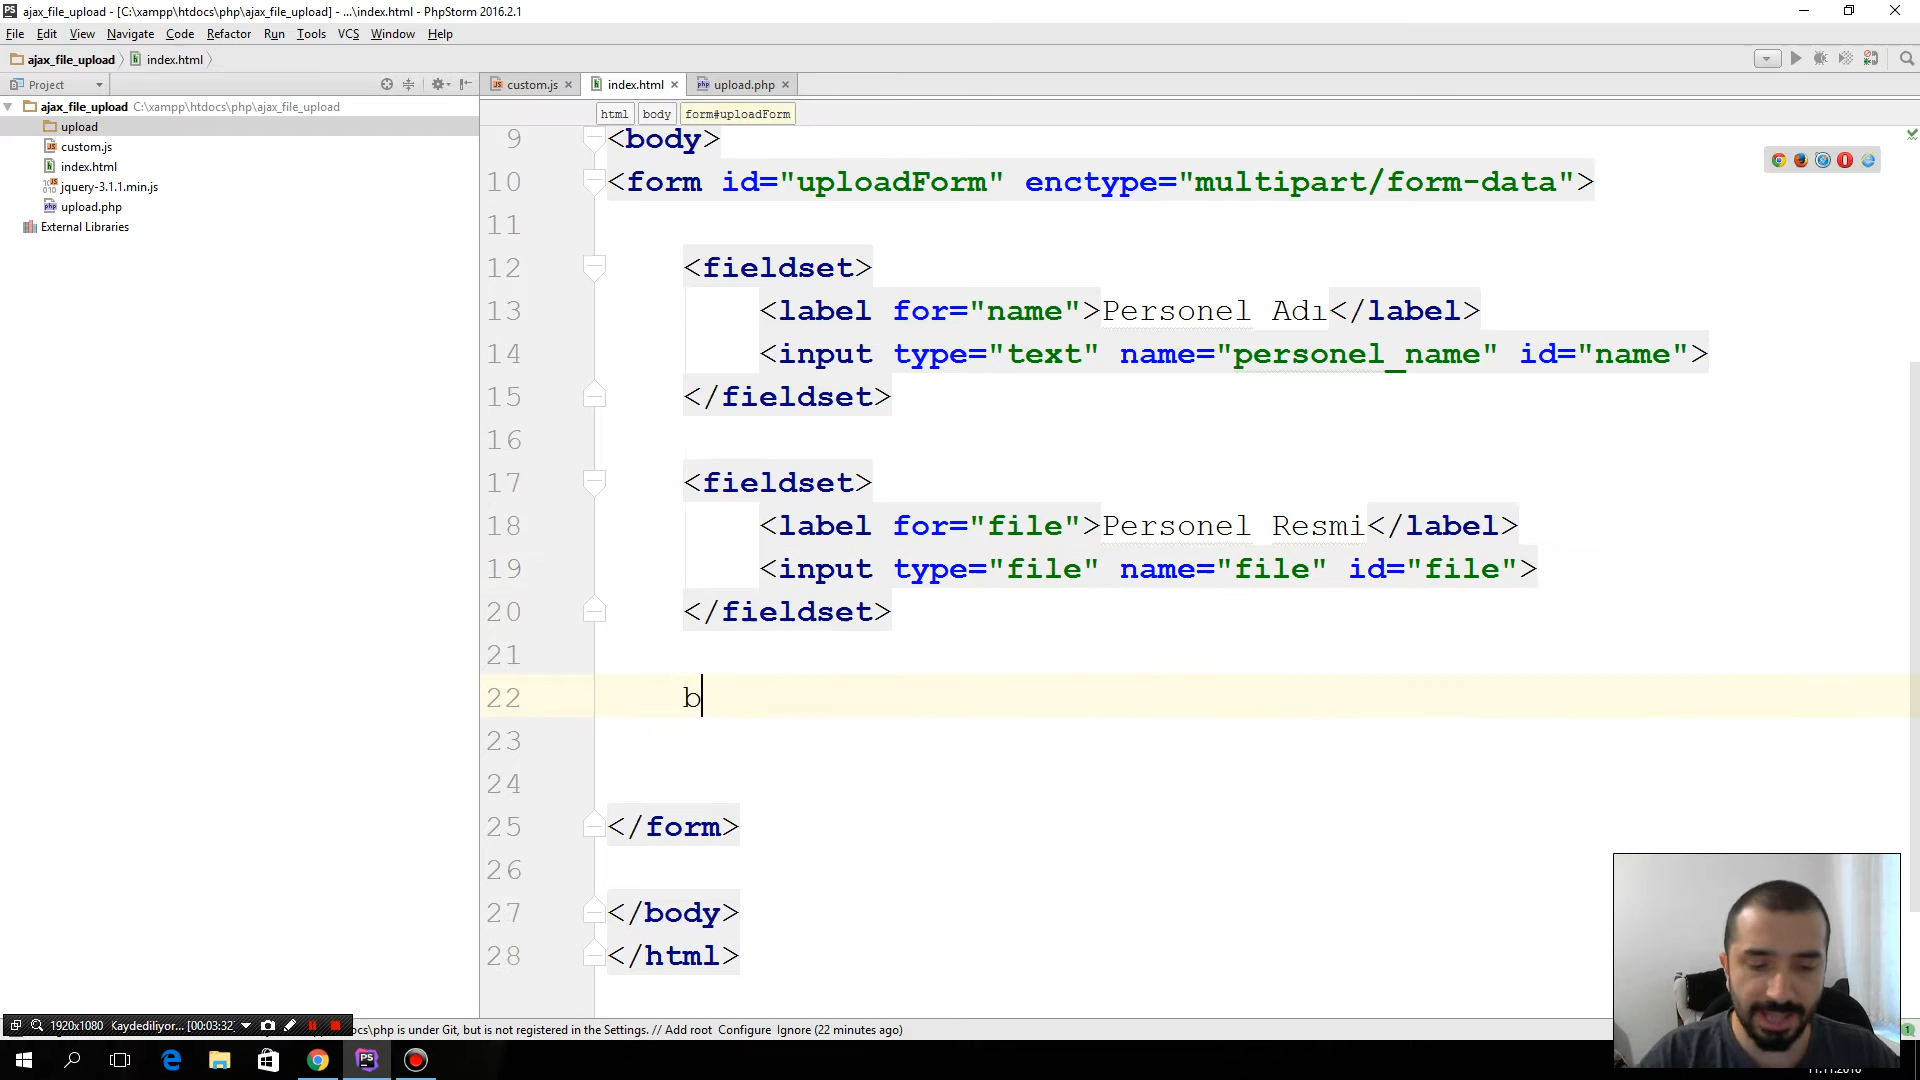 ajax_file_upload - [C:\xampp\htdocs\php\ajax_file_upload] - ...\index.html - PhpStorm 2016.2.1
File Edit View Navigate Code Refactor Run Tools VCS Window Help
ajax_file_upload index.html
Project
custom.js index.html upload.php
ajax_file_upload C:\xampp\htdocs\php\ajax_file_upload
upload
custom.js
index.html
jquery-3.1.1.min.js
upload.php
External Libraries
html body form#uploadForm
9 <body>
10 <form id="uploadForm" enctype="multipart/form-data">
11
12 <fieldset>
13 <label for="name">Personel Adı</label>
14 <input type="text" name="personel_name" id="name">
15 </fieldset>
16
17 <fieldset>
18 <label for="file">Personel Resmi</label>
19 <input type="file" name="file" id="file">
20 </fieldset>
21
22 b
23
24
25 </form>
26
27 </body>
28 </html>
1920x1080 Kaydediliyor... [00:03:32]
ocs\php is under Git, but is not registered in the Settings. // Add root Configure Ignore (22 minutes ago)